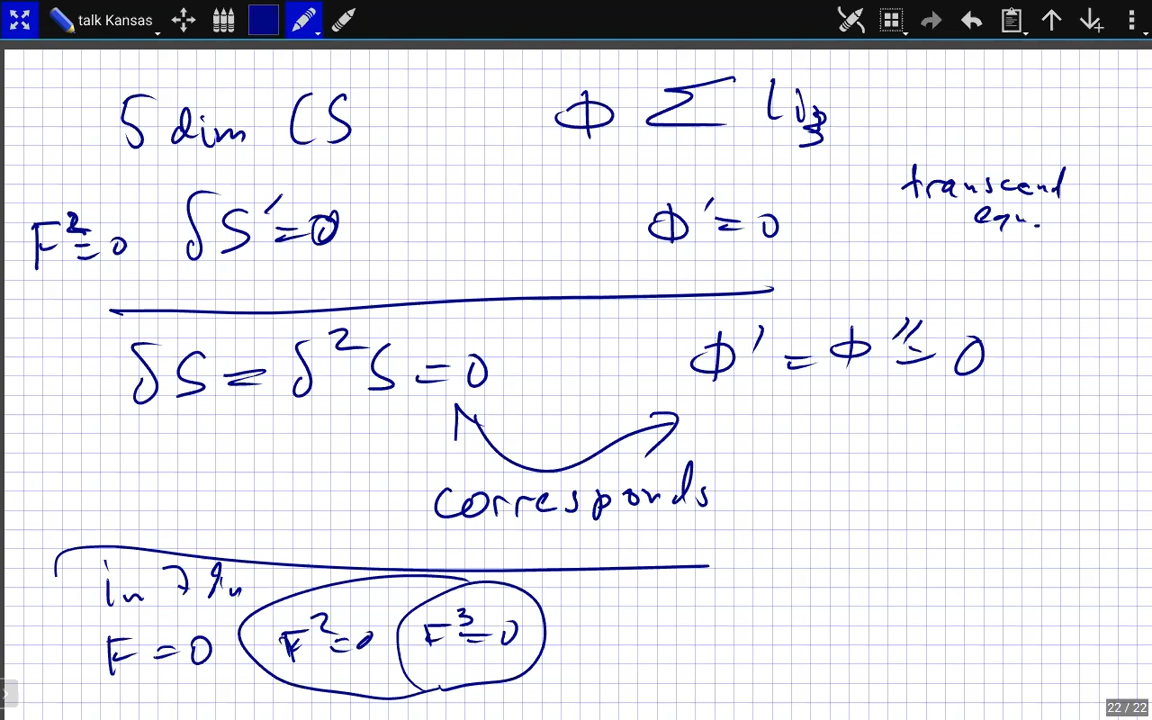 talk Kansas
5 dim CS
Φ Σ Li₃
transcend
equ.
F² = 0 δS' = 0
Φ' = 0
δS = δ²S = 0
Φ' = Φ'' = 0
corresponds
in 7
F = 0 F² = 0 F³ = 0
22 / 22